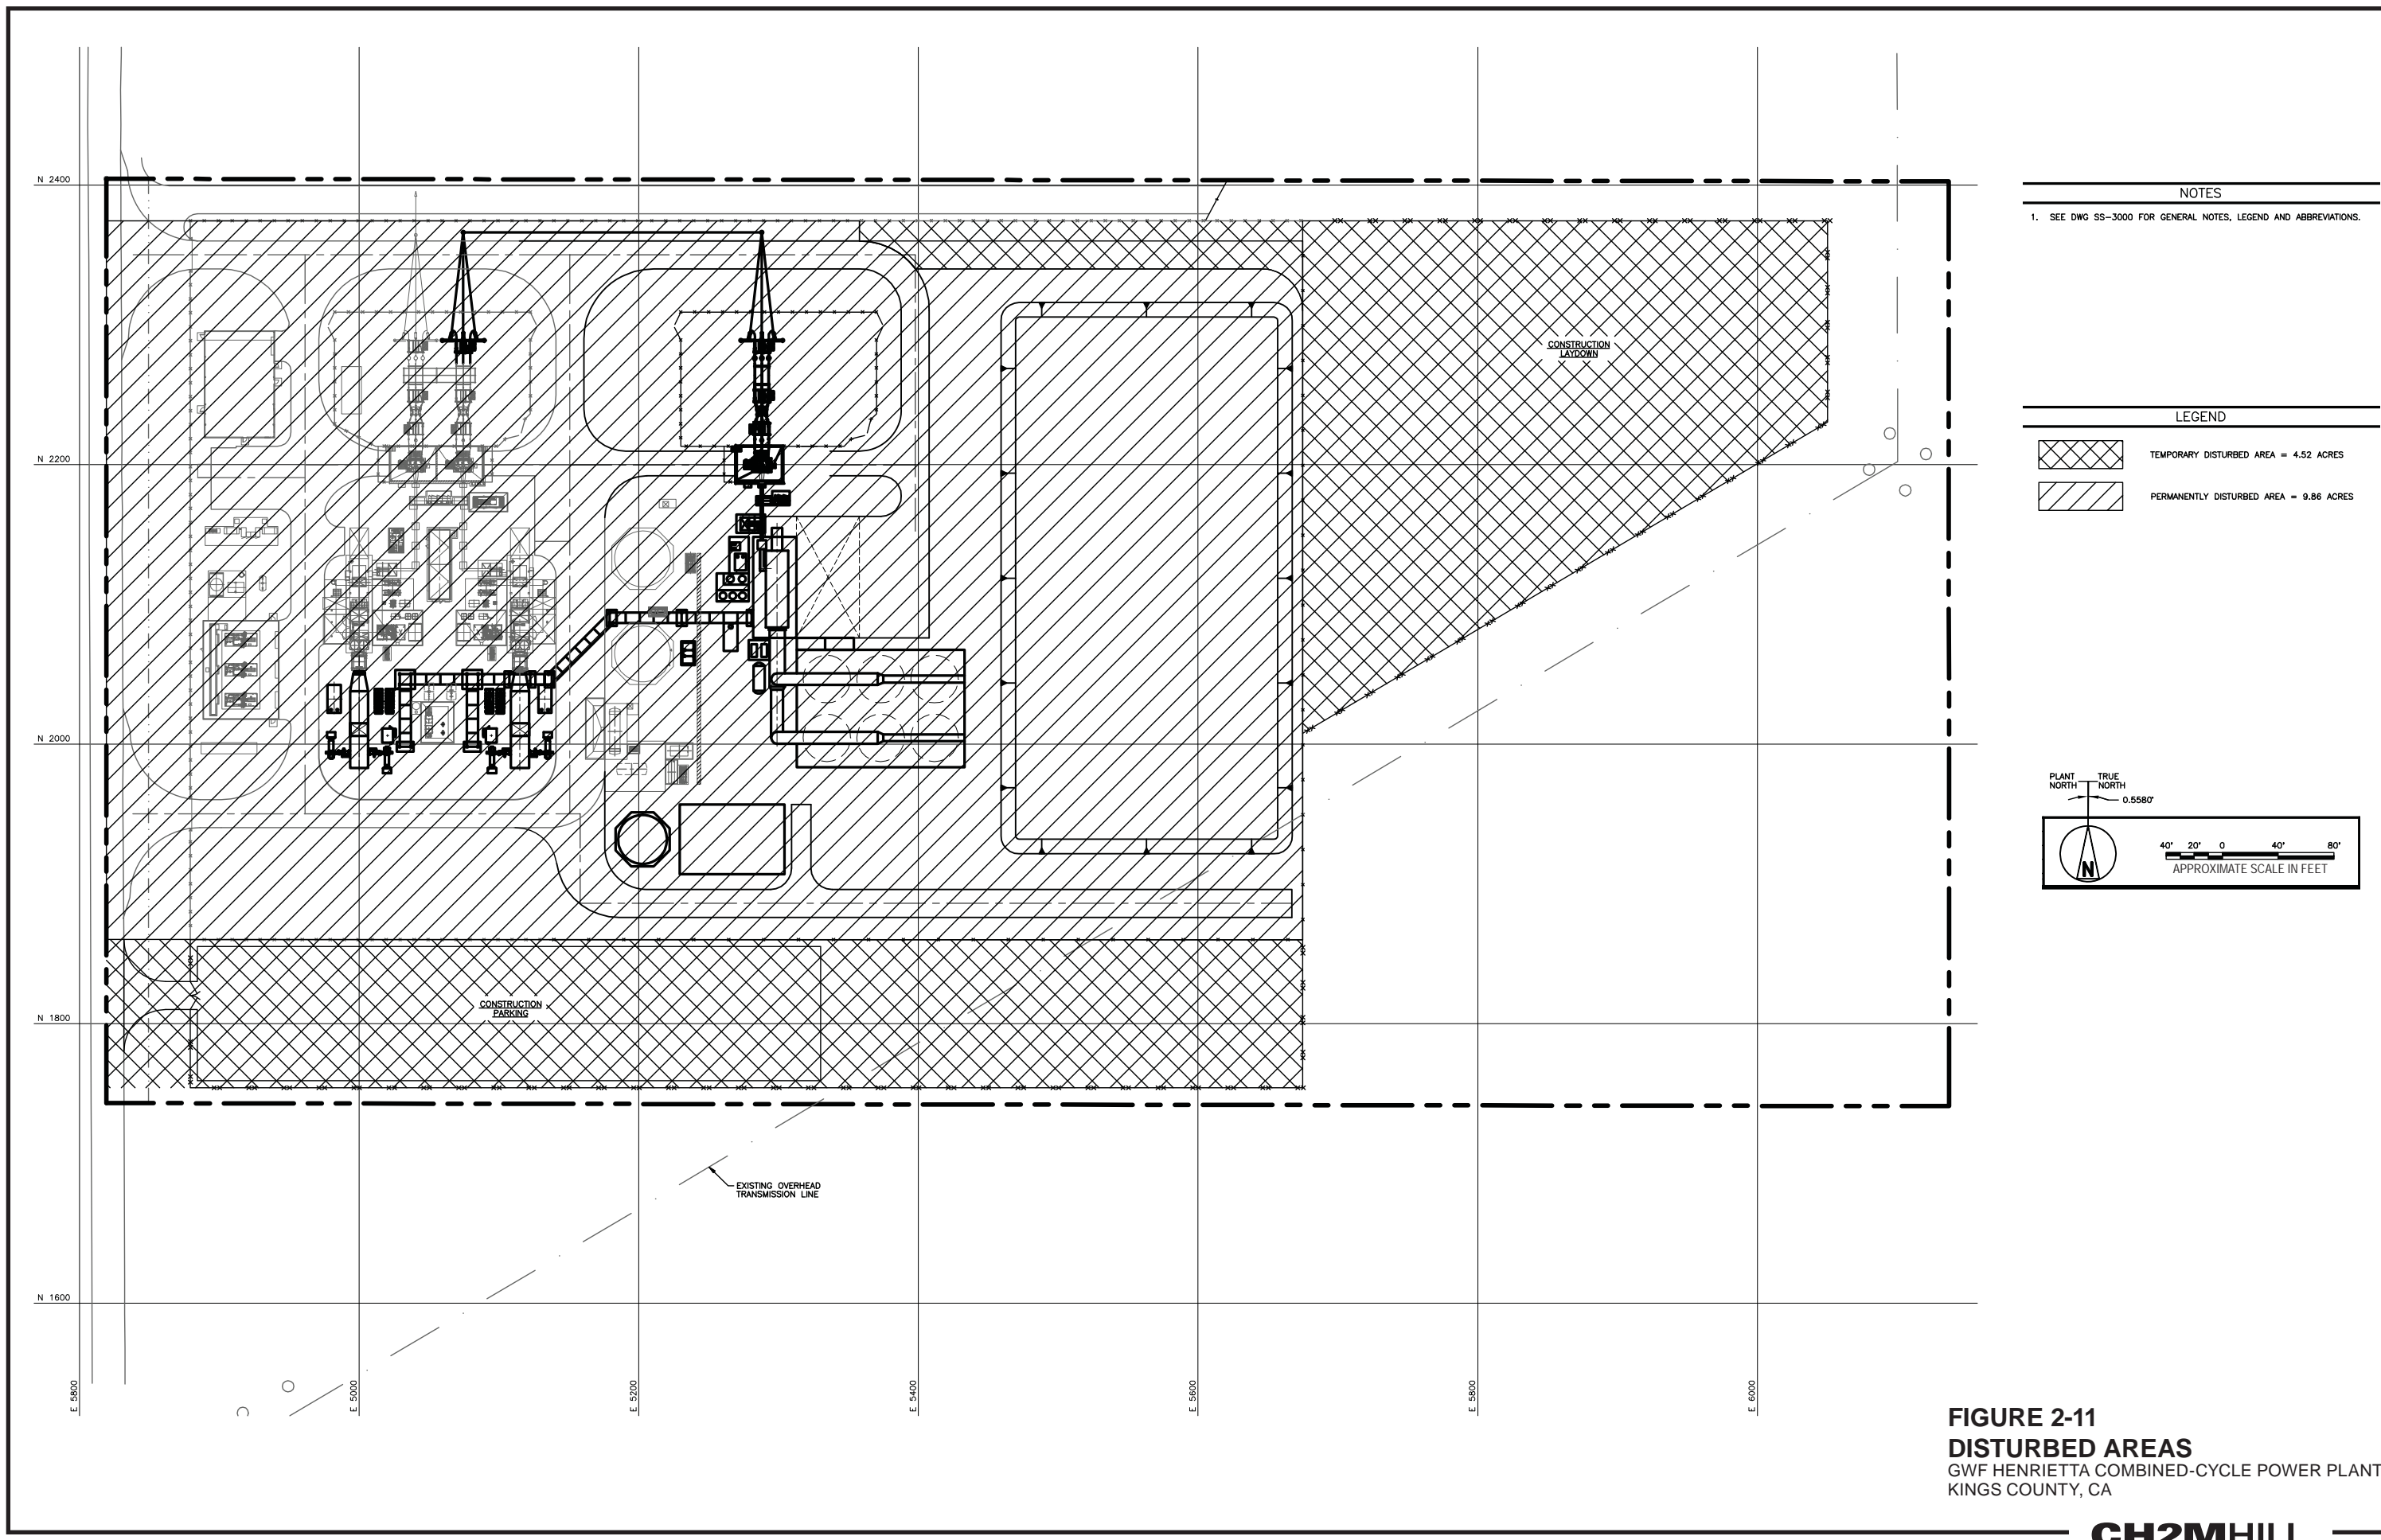 N 2400
N 2200
N 2000
N 1800
N 1600
E 5800
E 5000
E 5200
E 5400
E 5600
E 5800
E 6000
CONSTRUCTION
LAYDOWN
CONSTRUCTION
PARKING
EXISTING OVERHEAD
TRANSMISSION LINE
NOTES
1. SEE DWG SS-3000 FOR GENERAL NOTES, LEGEND AND ABBREVIATIONS.
LEGEND
TEMPORARY DISTURBED AREA = 4.52 ACRES
PERMANENTLY DISTURBED AREA = 9.86 ACRES
PLANT NORTH
TRUE NORTH
0.5580°
N
40' 20' 0 40' 80'
APPROXIMATE SCALE IN FEET
FIGURE 2-11
DISTURBED AREAS
GWF HENRIETTA COMBINED-CYCLE POWER PLANT
KINGS COUNTY, CA
CH2MHILL